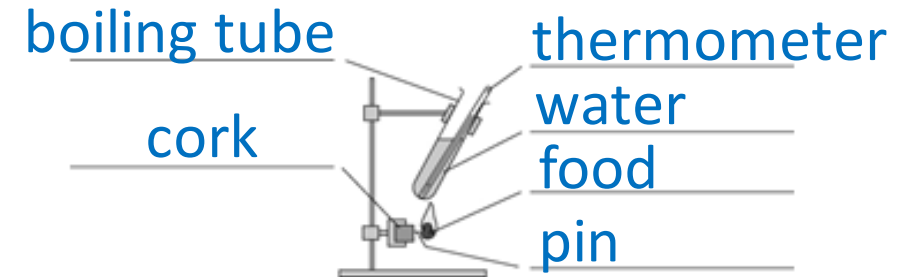 boiling tube
thermometer
water
cork
food
pin